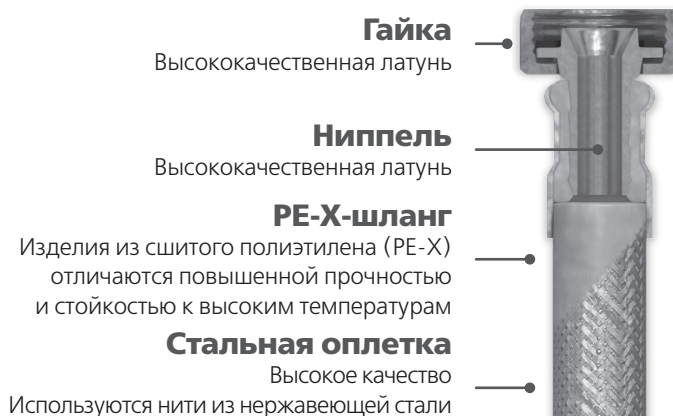 Гайка
Высококачественная латунь
Ниппель
Высококачественная латунь
PE-X-шланг
Изделия из сшитого полиэтилена (PE-X)
отличаются повышенной прочностью
и стойкостью к высоким температурам
Стальная оплетка
Высокое качество
Используются нити из нержавеющей стали